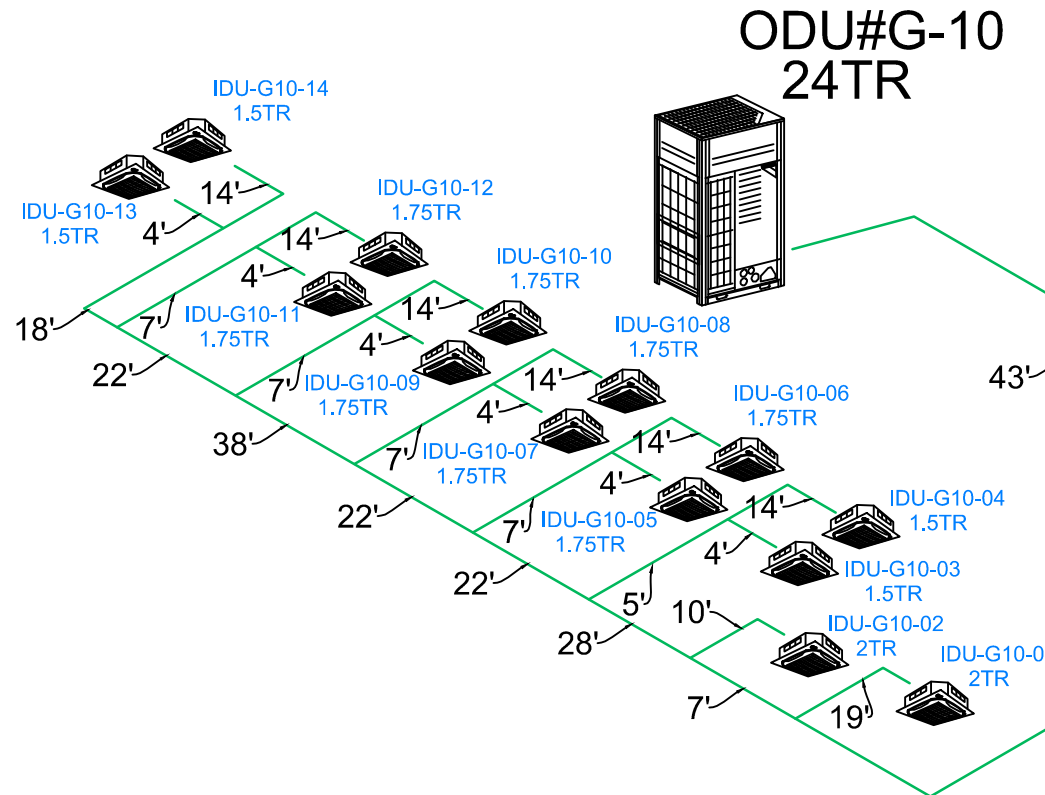 ODU#G-10
24TR
IDU-G10-14
1.5TR
14'
IDU-G10-13
1.5TR
4'
IDU-G10-12
1.75TR
14'
4'
IDU-G10-11
1.75TR
7'
18'
IDU-G10-10
1.75TR
14'
4'
IDU-G10-09
1.75TR
7'
22'
IDU-G10-08
1.75TR
14'
4'
IDU-G10-07
1.75TR
7'
38'
43'
IDU-G10-06
1.75TR
14'
4'
IDU-G10-05
1.75TR
7'
22'
IDU-G10-04
1.5TR
14'
4'
IDU-G10-03
1.5TR
5'
22'
10'
IDU-G10-02
2TR
28'
IDU-G10-0
2TR
19'
7'